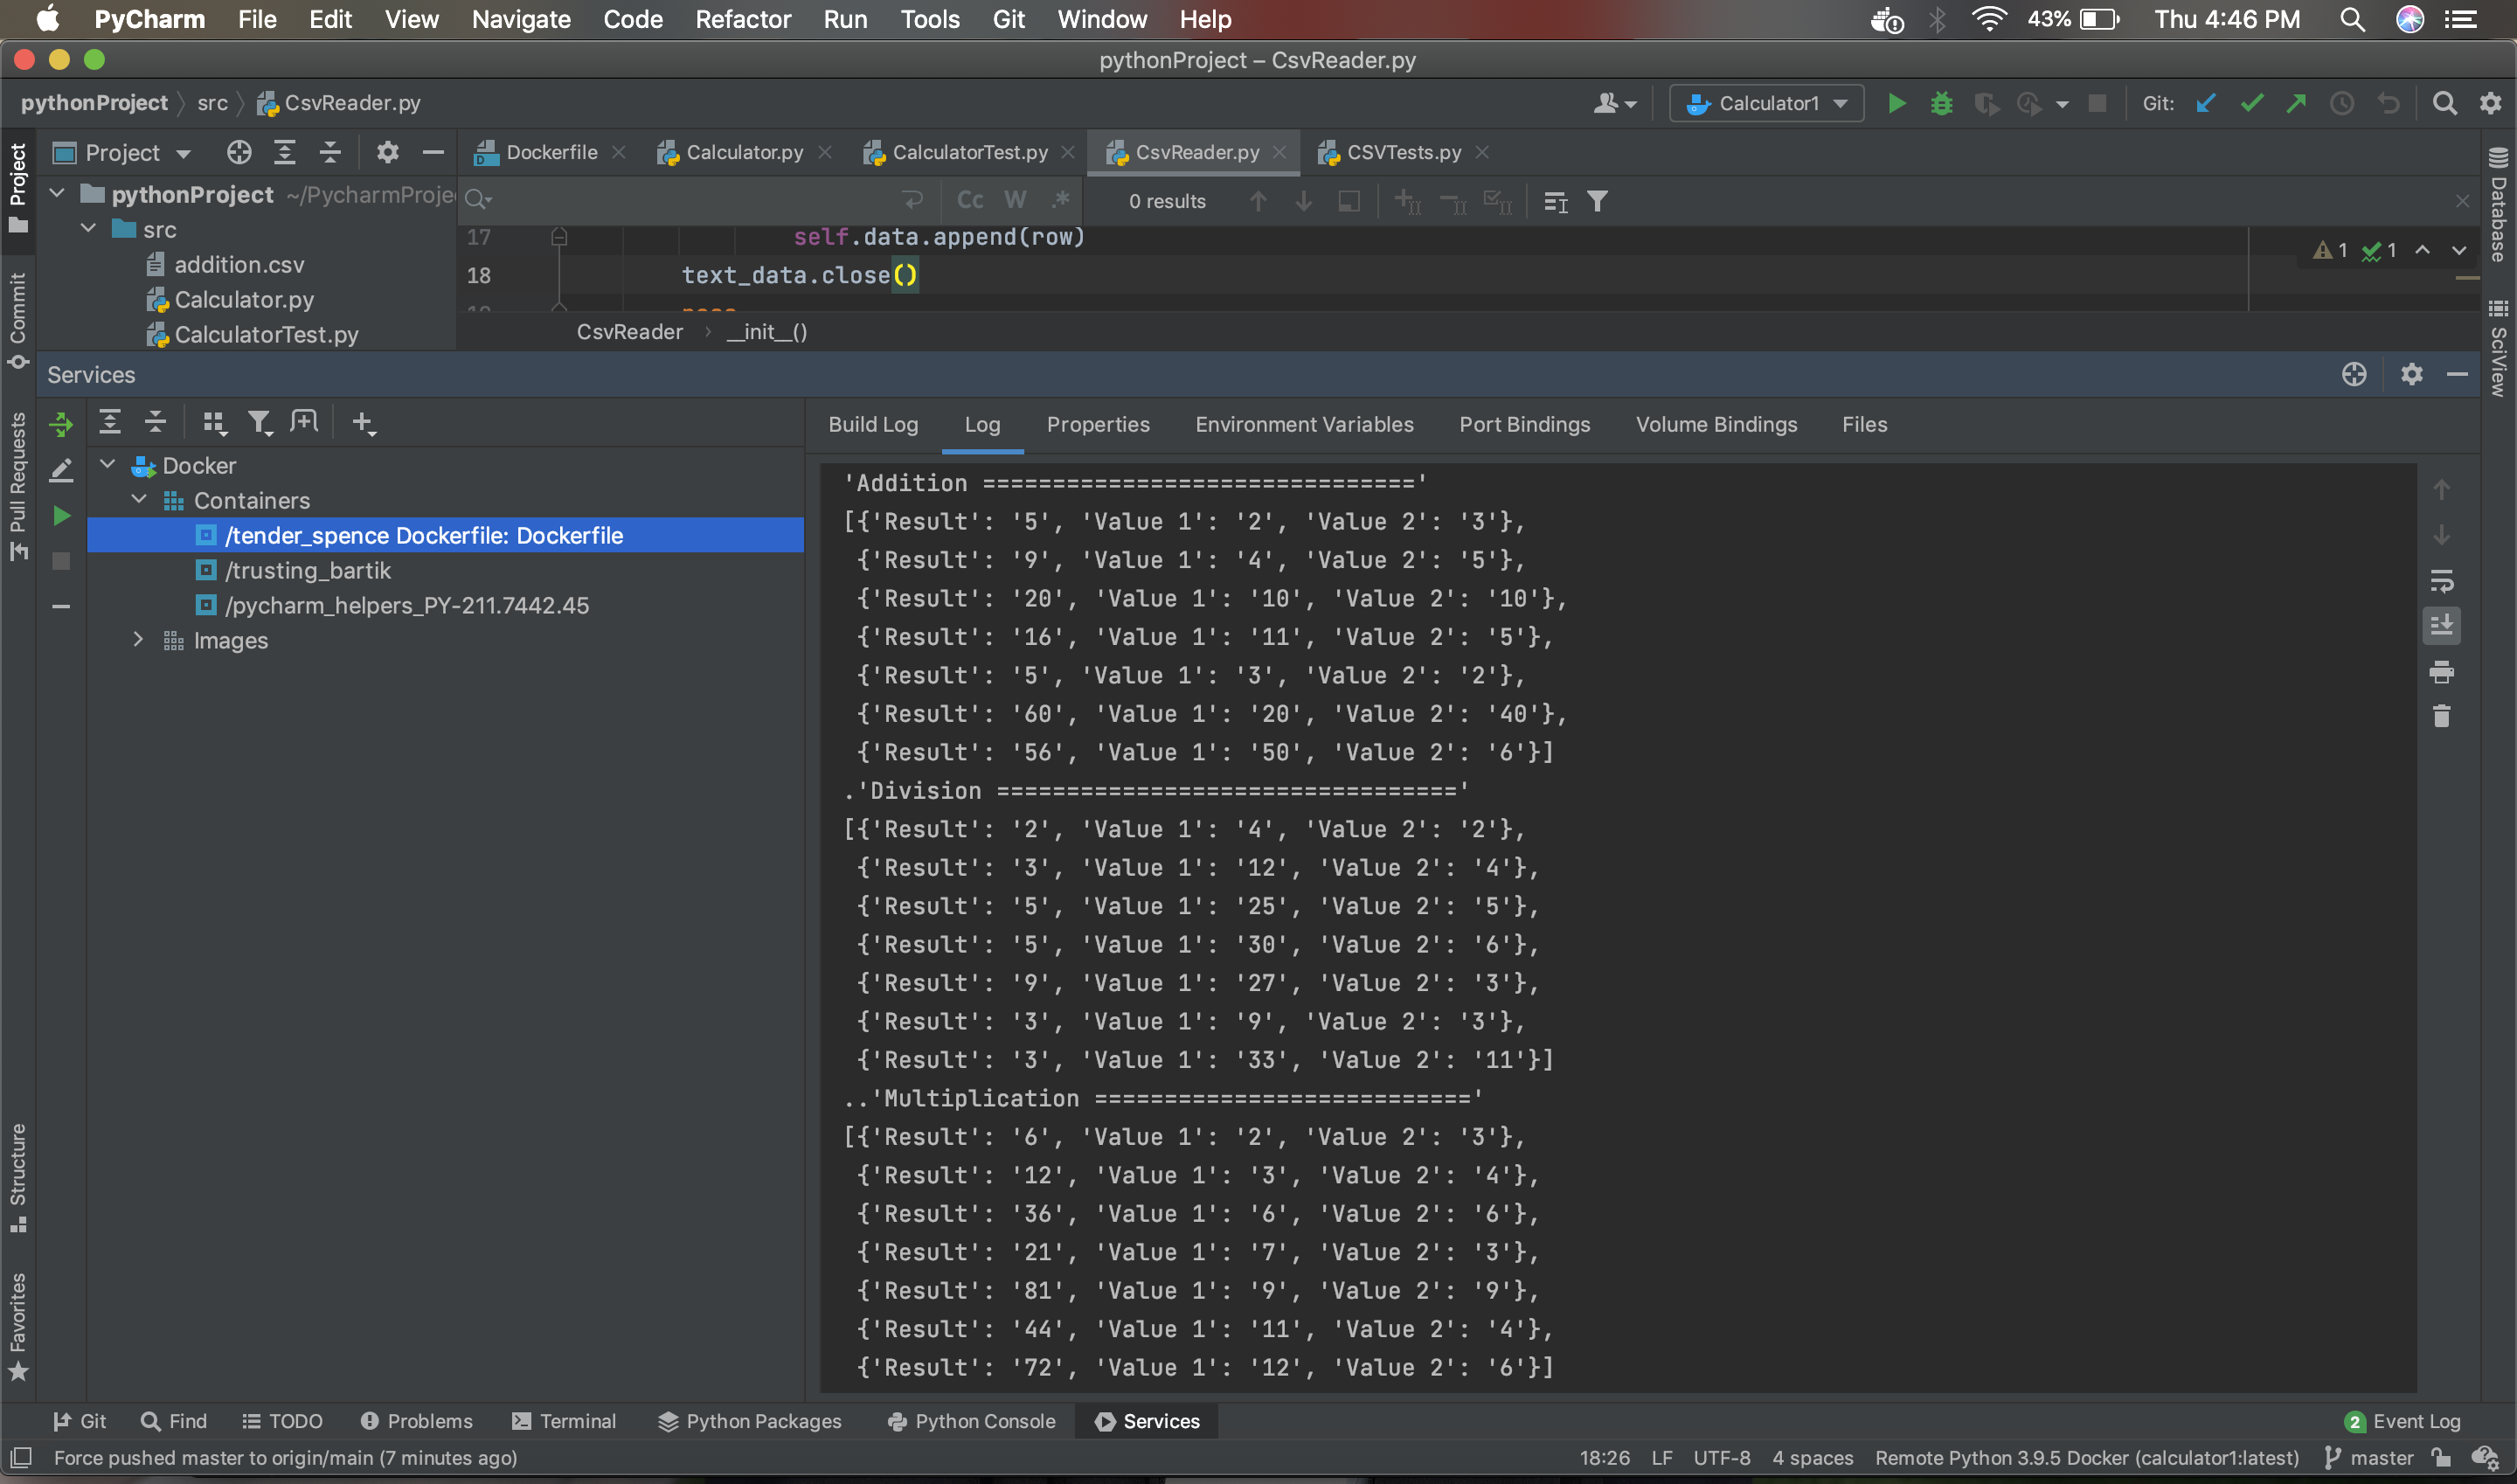 PyCharm File Edit View Navigate Code Refactor Run Tools Git Window Help 43% Thu 4:46 PM
pythonProject – CsvReader.py
pythonProject src CsvReader.py Calculator1 Git:
Project Dockerfile Calculator.py CalculatorTest.py CsvReader.py CSVTests.py
pythonProject ~/PycharmProje Cc W .* 0 results
src
addition.csv
Calculator.py
CalculatorTest.py
17 self.data.append(row)
18 text_data.close()
1 1
CsvReader __init__()
Project
Commit
Pull Requests
Structure
Favorites
Database
SciView
Services
Build Log Log Properties Environment Variables Port Bindings Volume Bindings Files
Docker
Containers
/tender_spence Dockerfile: Dockerfile
/trusting_bartik
/pycharm_helpers_PY-211.7442.45
Images
'Addition ==============================='
[{'Result': '5', 'Value 1': '2', 'Value 2': '3'},
{'Result': '9', 'Value 1': '4', 'Value 2': '5'},
{'Result': '20', 'Value 1': '10', 'Value 2': '10'},
{'Result': '16', 'Value 1': '11', 'Value 2': '5'},
{'Result': '5', 'Value 1': '3', 'Value 2': '2'},
{'Result': '60', 'Value 1': '20', 'Value 2': '40'},
{'Result': '56', 'Value 1': '50', 'Value 2': '6'}]
.'Division ================================='
[{'Result': '2', 'Value 1': '4', 'Value 2': '2'},
{'Result': '3', 'Value 1': '12', 'Value 2': '4'},
{'Result': '5', 'Value 1': '25', 'Value 2': '5'},
{'Result': '5', 'Value 1': '30', 'Value 2': '6'},
{'Result': '9', 'Value 1': '27', 'Value 2': '3'},
{'Result': '3', 'Value 1': '9', 'Value 2': '3'},
{'Result': '3', 'Value 1': '33', 'Value 2': '11'}]
..'Multiplication ==========================='
[{'Result': '6', 'Value 1': '2', 'Value 2': '3'},
{'Result': '12', 'Value 1': '3', 'Value 2': '4'},
{'Result': '36', 'Value 1': '6', 'Value 2': '6'},
{'Result': '21', 'Value 1': '7', 'Value 2': '3'},
{'Result': '81', 'Value 1': '9', 'Value 2': '9'},
{'Result': '44', 'Value 1': '11', 'Value 2': '4'},
{'Result': '72', 'Value 1': '12', 'Value 2': '6'}]
Git Find TODO Problems Terminal Python Packages Python Console Services 2 Event Log
Force pushed master to origin/main (7 minutes ago) 18:26 LF UTF-8 4 spaces Remote Python 3.9.5 Docker (calculator1:latest) master